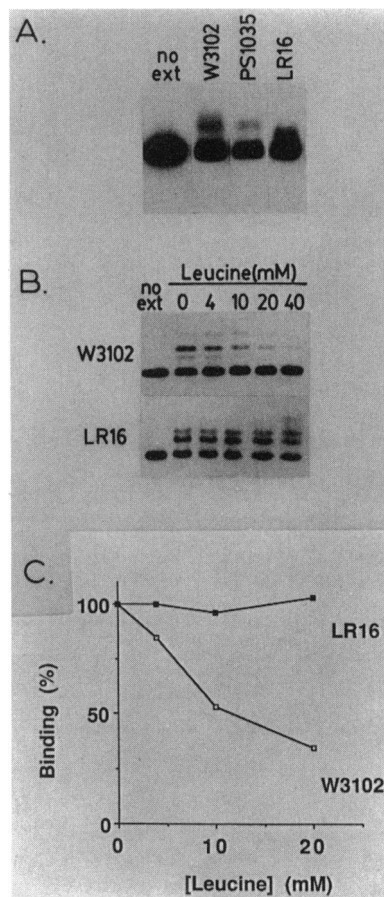 A.
no ext
W3102
PS1035
LR16
B.
Leucine(mM)
no ext
0 4 10 20 40
W3102
LR16
C.
100
50
0
Binding (%)
LR16
W3102
0 10 20
[Leucine] (mM)